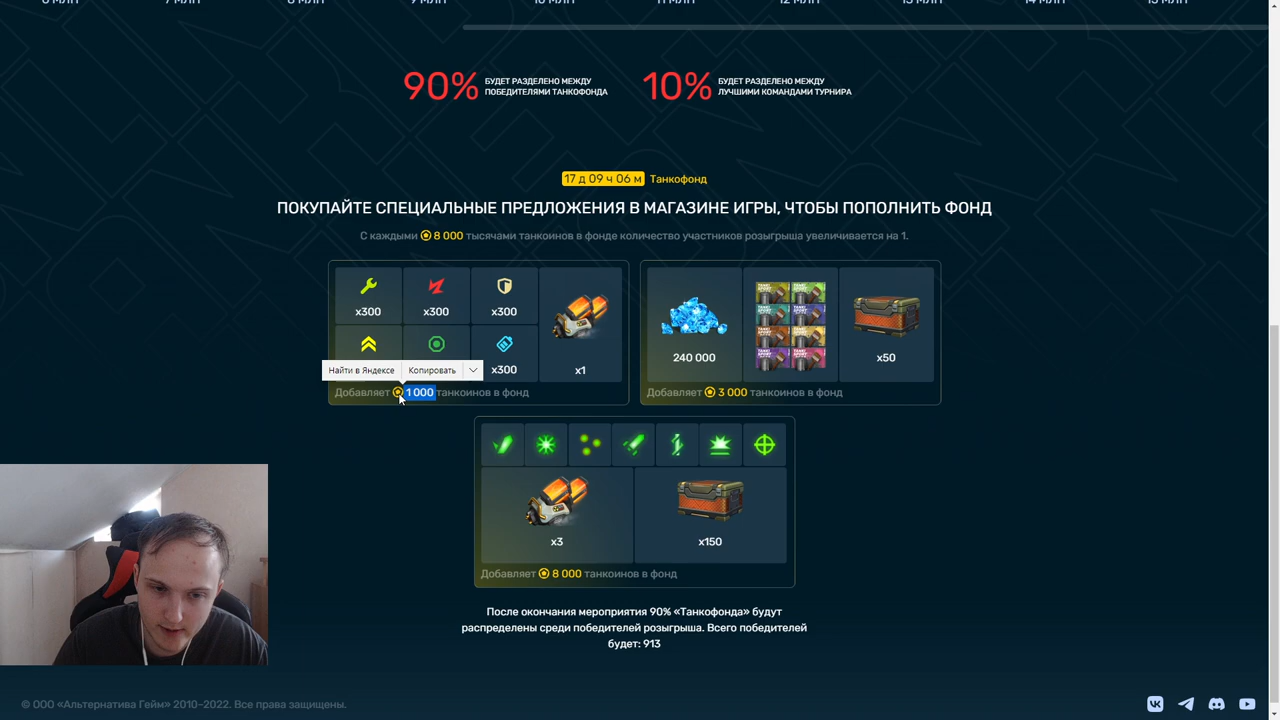 90%
БУДЕТ РАЗДЕЛЕНО МЕЖДУ
ПОБЕДИТЕЛЯМИ ТАНКОФОНДА
10%
БУДЕТ РАЗДЕЛЕНО МЕЖДУ
ЛУЧШИМИ КОМАНДАМИ ТУРНИРА
17 д 09 ч 06 м Танкофонд
ПОКУПАЙТЕ СПЕЦИАЛЬНЫЕ ПРЕДЛОЖЕНИЯ В МАГАЗИНЕ ИГРЫ, ЧТОБЫ ПОПОЛНИТЬ ФОНД
С каждыми 8 000 тысячами танкоинов в фонде количество участников розыгрыша увеличивается на 1.
x300
x300
x300
x300
x1
Найти в Яндексе
Копировать
Добавляет 1 000 танкоинов в фонд
240 000
x50
Добавляет 3 000 танкоинов в фонд
x3
x150
Добавляет 8 000 танкоинов в фонд
После окончания мероприятия 90% «Танкофонда» будут
распределены среди победителей розыгрыша. Всего победителей
будет: 913
© ООО «Альтернатива Гейм» 2010–2022. Все права защищены.